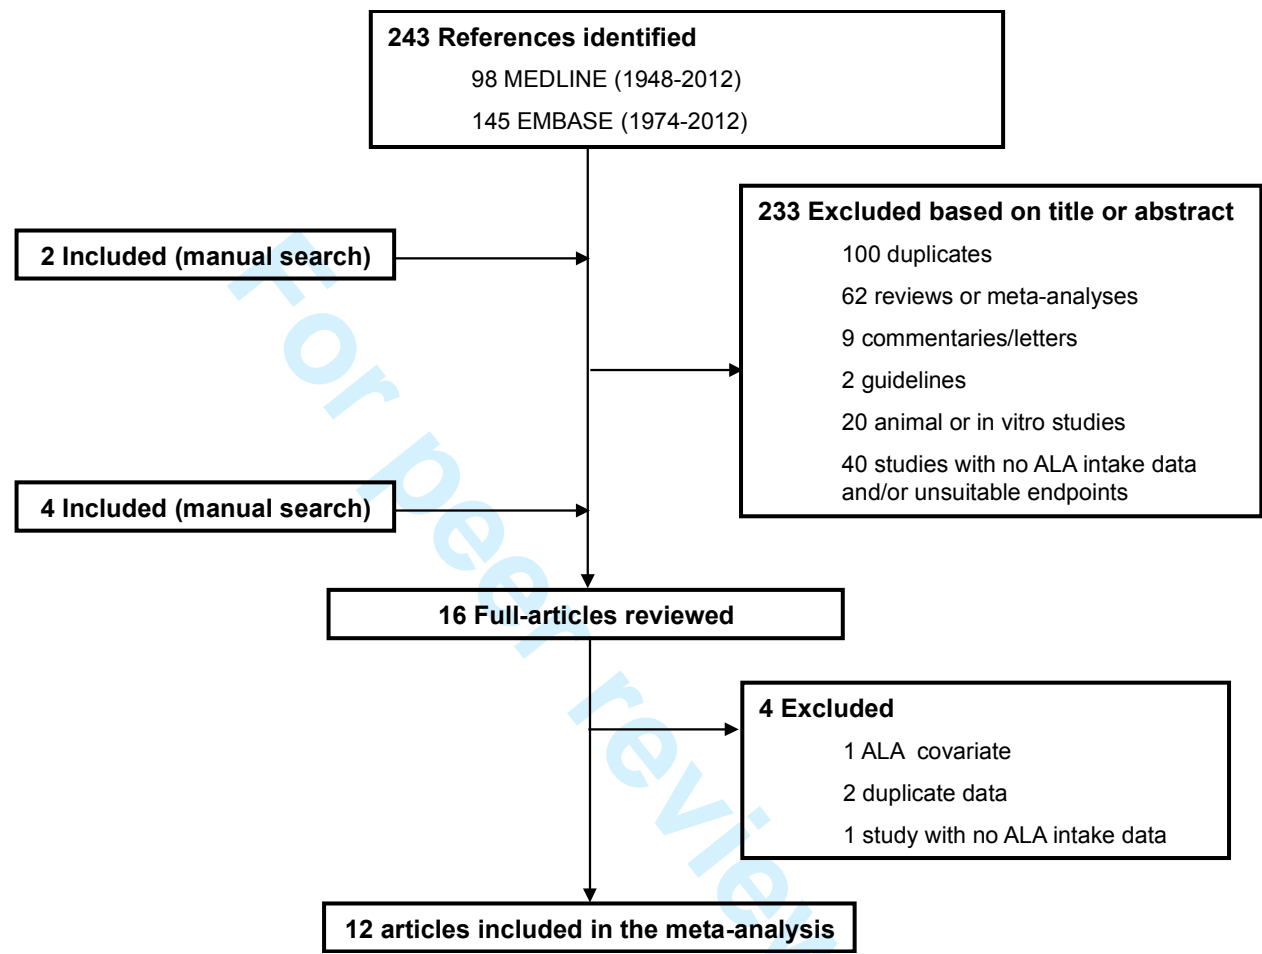 243 References identified
98 MEDLINE (1948-2012)
145 EMBASE (1974-2012)
2 Included (manual search)
233 Excluded based on title or abstract
100 duplicates
62 reviews or meta-analyses
9 commentaries/letters
2 guidelines
20 animal or in vitro studies
40 studies with no ALA intake data
and/or unsuitable endpoints
4 Included (manual search)
16 Full-articles reviewed
4 Excluded
1 ALA covariate
2 duplicate data
1 study with no ALA intake data
12 articles included in the meta-analysis
For peer review